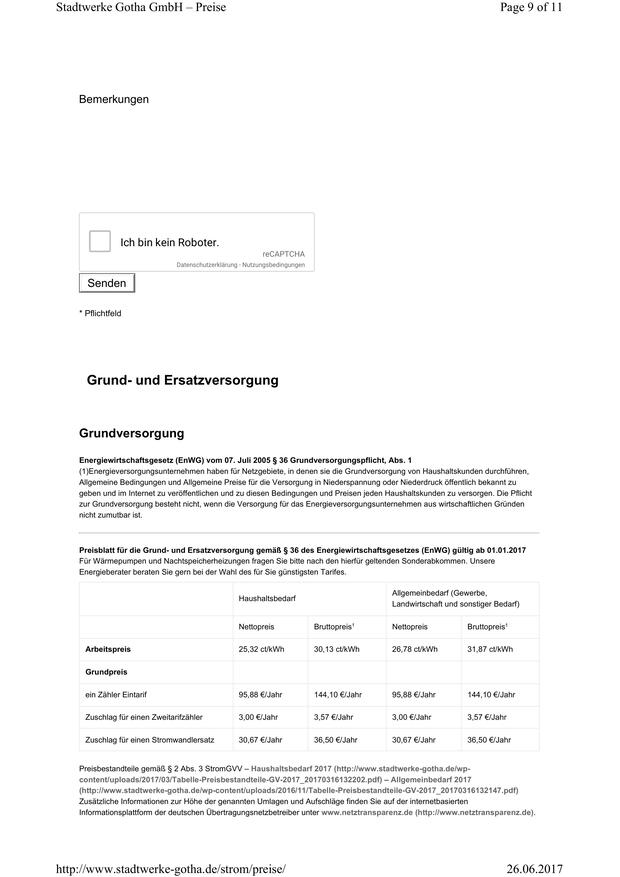 Stadtwerke Gotha GmbH – Preise Page 9 of 11
Bemerkungen
Ich bin kein Roboter.
reCAPTCHA
Datenschutzerklärung - Nutzungsbedingungen
Senden
* Pflichtfeld
Grund- und Ersatzversorgung
Grundversorgung
Energiewirtschaftsgesetz (EnWG) vom 07. Juli 2005 § 36 Grundversorgungspflicht, Abs. 1
(1)Energieversorgungsunternehmen haben für Netzgebiete, in denen sie die Grundversorgung von Haushaltskunden durchführen,
Allgemeine Bedingungen und Allgemeine Preise für die Versorgung in Niederspannung oder Niederdruck öffentlich bekannt zu
geben und im Internet zu veröffentlichen und zu diesen Bedingungen und Preisen jeden Haushaltskunden zu versorgen. Die Pflicht
zur Grundversorgung besteht nicht, wenn die Versorgung für das Energieversorgungsunternehmen aus wirtschaftlichen Gründen
nicht zumutbar ist.
Preisblatt für die Grund- und Ersatzversorgung gemäß § 36 des Energiewirtschaftsgesetzes (EnWG) gültig ab 01.01.2017
Für Wärmepumpen und Nachtspeicherheizungen fragen Sie bitte nach den hierfür geltenden Sonderabkommen. Unsere
Energieberater beraten Sie gern bei der Wahl des für Sie günstigsten Tarifes.
Haushaltsbedarf Allgemeinbedarf (Gewerbe,
Landwirtschaft und sonstiger Bedarf)
Nettopreis Bruttopreis¹ Nettopreis Bruttopreis¹
Arbeitspreis 25,32 ct/kWh 30,13 ct/kWh 26,78 ct/kWh 31,87 ct/kWh
Grundpreis
ein Zähler Eintarif 95,88 €/Jahr 144,10 €/Jahr 95,88 €/Jahr 144,10 €/Jahr
Zuschlag für einen Zweitarifzähler 3,00 €/Jahr 3,57 €/Jahr 3,00 €/Jahr 3,57 €/Jahr
Zuschlag für einen Stromwandlersatz 30,67 €/Jahr 36,50 €/Jahr 30,67 €/Jahr 36,50 €/Jahr
Preisbestandteile gemäß § 2 Abs. 3 StromGVV – Haushaltsbedarf 2017 (http://www.stadtwerke-gotha.de/wp-
content/uploads/2017/03/Tabelle-Preisbestandteile-GV-2017_20170316132202.pdf) – Allgemeinbedarf 2017
(http://www.stadtwerke-gotha.de/wp-content/uploads/2016/11/Tabelle-Preisbestandteile-GV-2017_20170316132147.pdf)
Zusätzliche Informationen zur Höhe der genannten Umlagen und Aufschläge finden Sie auf der internetbasierten
Informationsplattform der deutschen Übertragungsnetzbetreiber unter www.netztransparenz.de (http://www.netztransparenz.de).
http://www.stadtwerke-gotha.de/strom/preise/ 26.06.2017